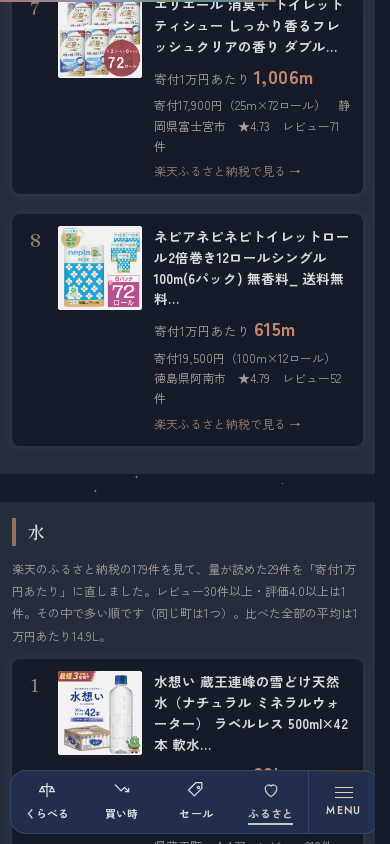 7
エリエール 消臭+ トイレット
ティシュー しっかり香るフレ
ッシュクリアの香り ダブル...
72
寄付1万円あたり 1,006m
寄付17,900円（25m×72ロール） 静
岡県富士宮市 ★4.73 レビュー71
件
楽天ふるさと納税で見る →
8
ネピアネピネピトイレットロー
ル2倍巻き12ロールシングル
100m(6パック) 無香料_ 送料無
料...
nepia
6パック
72
ロール
寄付1万円あたり 615m
寄付19,500円（100m×12ロール）
徳島県阿南市 ★4.79 レビュー52
件
楽天ふるさと納税で見る →
水
楽天のふるさと納税の179件を見て、量が読めた29件を「寄付1万
円あたり」に直しました。レビュー30件以上・評価4.0以上は1
件。その中で多い順です（同じ町は1つ）。比べた全部の平均は1
万円あたり14.9L。
1
水想い 蔵王連峰の雪どけ天然
水（ナチュラル ミネラルウォ
ーター） ラベルレス 500ml×42
本 軟水...
水想い
42本
くらべる
買い時
セール
ふるさと
MENU